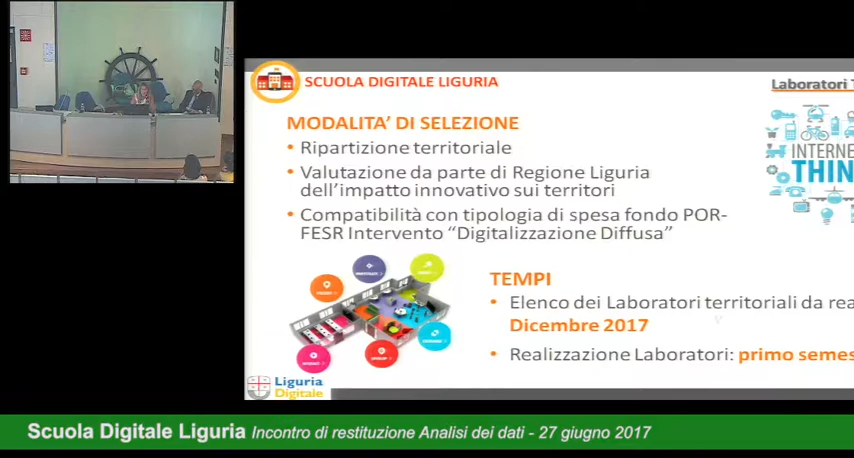 SCUOLA DIGITALE LIGURIA
Laboratori
MODALITA' DI SELEZIONE
• Ripartizione territoriale
• Valutazione da parte di Regione Liguria
dell'impatto innovativo sui territori
• Compatibilità con tipologia di spesa fondo POR-
FESR Intervento “Digitalizzazione Diffusa”
INTERNE
THIN
TEMPI
• Elenco dei Laboratori territoriali da rea
Dicembre 2017
• Realizzazione Laboratori: primo semes
Liguria
Digitale
Scuola Digitale Liguria Incontro di restituzione Analisi dei dati - 27 giugno 2017